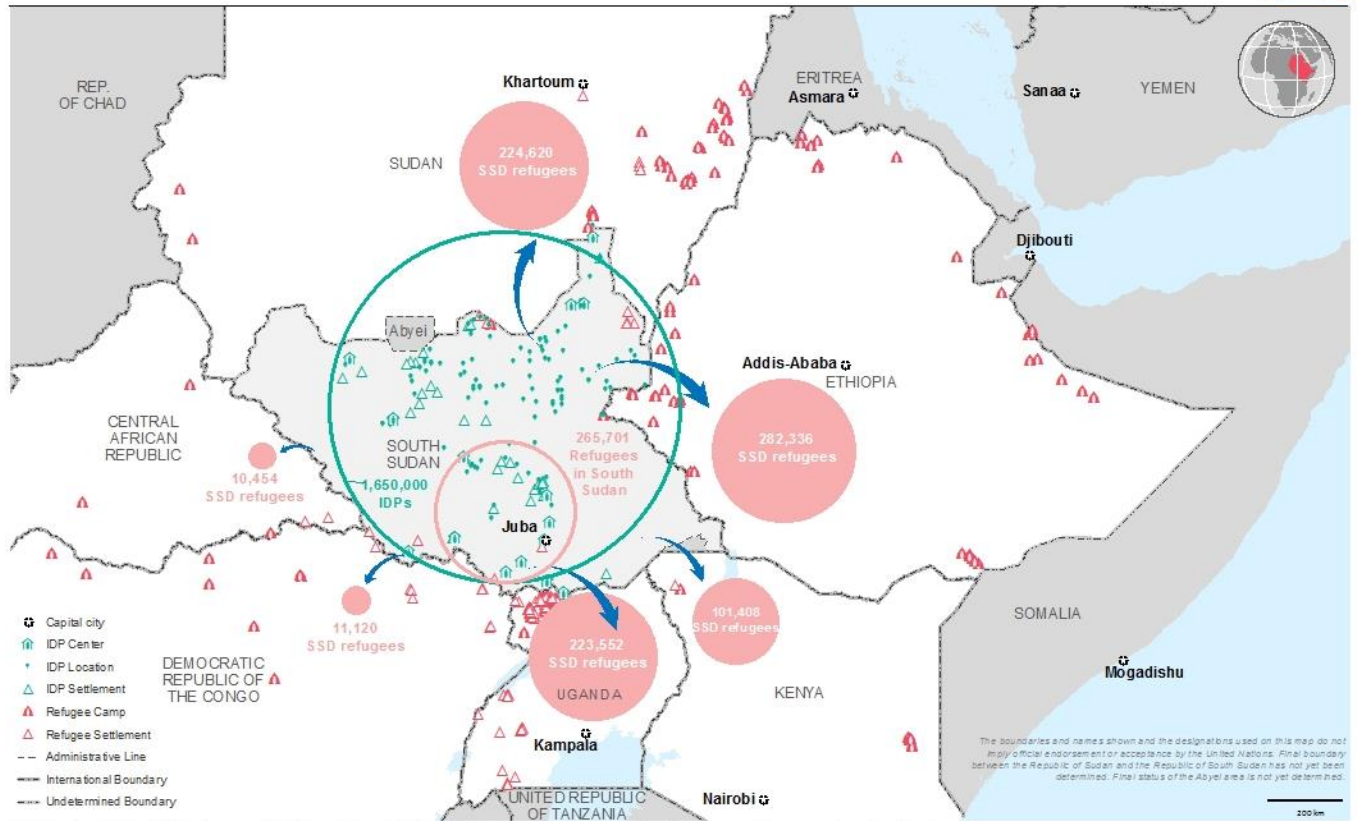 REP.
OF CHAD
Khartoum
ERITREA
Asmara
Sanaa
YEMEN
SUDAN
224,620
SSD refugees
Djibouti
Abyei
Addis-Ababa
ETHIOPIA
CENTRAL
AFRICAN
REPUBLIC
SOUTH
SUDAN
265,701
Refugees
in South
Sudan
282,336
SSD refugees
10,454
SSD refugees
1,650,000
IDPs
Juba
101,408
SSD refugees
SOMALIA
11,120
SSD refugees
223,552
SSD refugees
UGANDA
KENYA
Mogadishu
DEMOCRATIC
REPUBLIC OF
THE CONGO
Kampala
Nairobi
UNITED REPUBLIC
OF TANZANIA
Capital city
IDP Center
IDP Location
IDP Settlement
Refugee Camp
Refugee Settlement
Administrative Line
International Boundary
Undetermined Boundary
The boundaries and names shown and the designations used on this map do not
imply official endorsement or acceptance by the United Nations. Final boundary
between the Republic of Sudan and the Republic of South Sudan has not yet been
determined. Final status of the Abyei area is not yet determined.
200 km